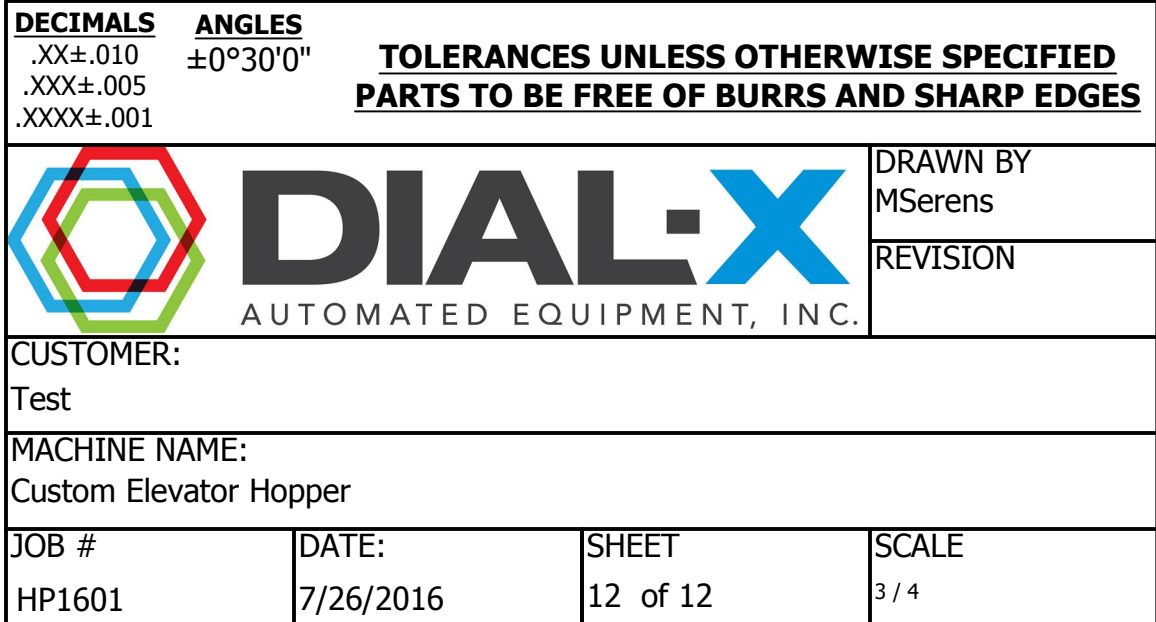 DECIMALS
.XX±.010
.XXX±.005
.XXXX±.001
ANGLES
±0°30'0"
TOLERANCES UNLESS OTHERWISE SPECIFIED
PARTS TO BE FREE OF BURRS AND SHARP EDGES
DIAL-X
AUTOMATED EQUIPMENT, INC.
DRAWN BY
MSerens
REVISION
CUSTOMER:
Test
MACHINE NAME:
Custom Elevator Hopper
JOB #
HP1601
DATE:
7/26/2016
SHEET
12 of 12
SCALE
3 / 4